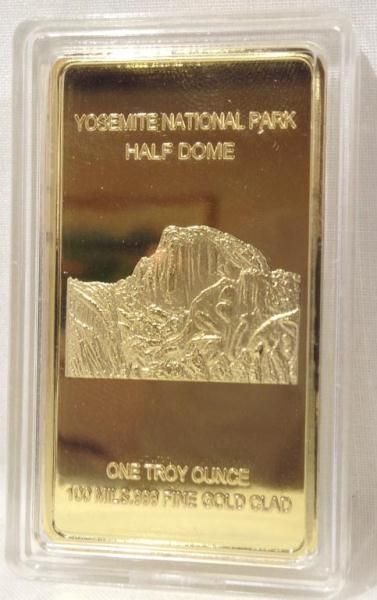 YOSEMITE NATIONAL PARK
HALF DOME
ONE TROY OUNCE
100 MILS .999 FINE GOLD CLAD